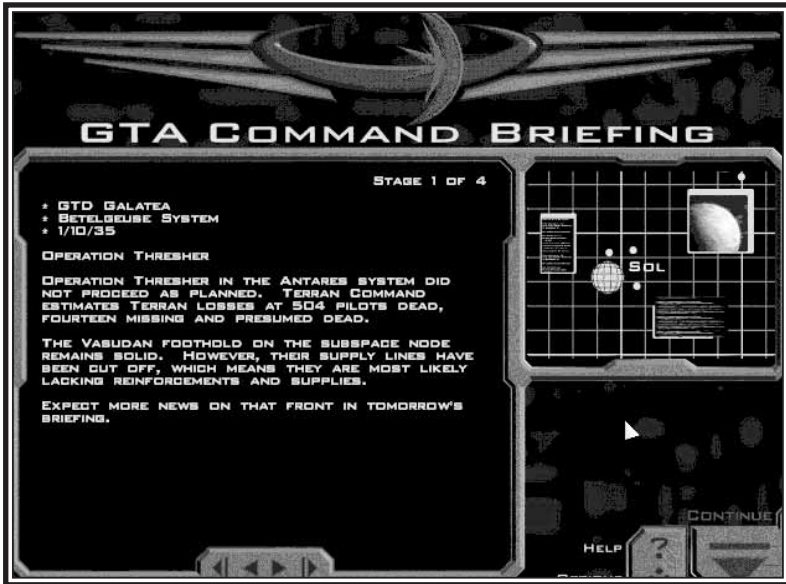 GTA COMMAND BRIEFING
STAGE 1 OF 4
* GTD GALATEA
* BETELGEUSE SYSTEM
* 1/10/35
OPERATION THRESHER
OPERATION THRESHER IN THE ANTARES SYSTEM DID
NOT PROCEED AS PLANNED. TERRAN COMMAND
ESTIMATES TERRAN LOSSES AT 504 PILOTS DEAD,
FOURTEEN MISSING AND PRESUMED DEAD.
THE VASUDAN FOOTHOLD ON THE SUBSPACE NODE
REMAINS SOLID. HOWEVER, THEIR SUPPLY LINES HAVE
BEEN CUT OFF, WHICH MEANS THEY ARE MOST LIKELY
LACKING REINFORCEMENTS AND SUPPLIES.
EXPECT MORE NEWS ON THAT FRONT IN TOMORROW'S
BRIEFING.
SOL
CONTINUE
HELP
?